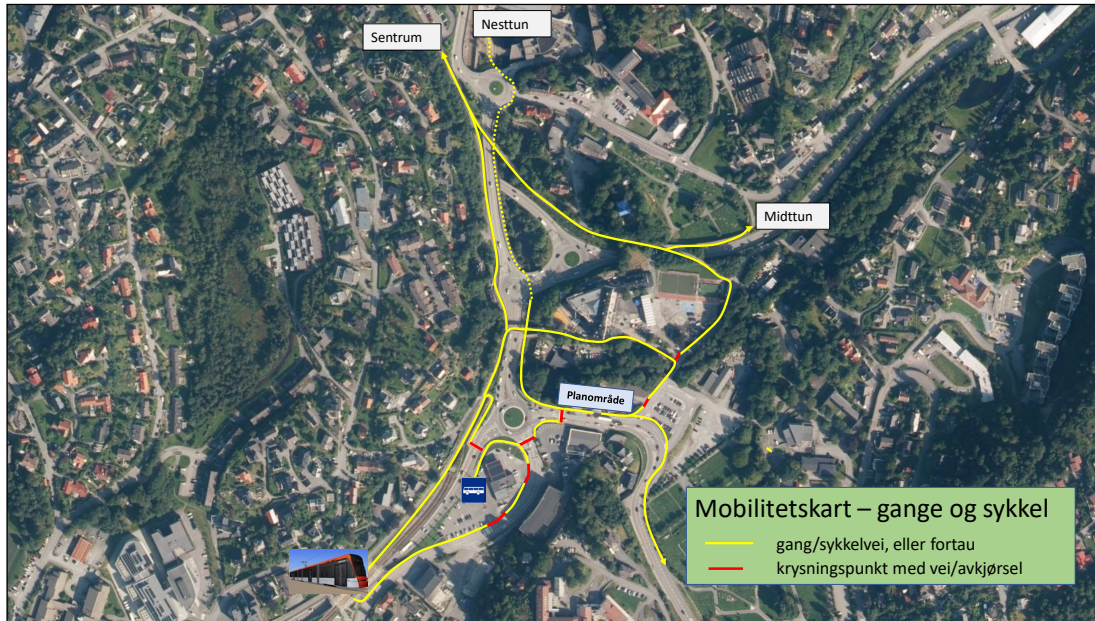 Nesttun
Sentrum
Midttun
Planområde
Mobilitetskart – gange og sykkel
gang/sykkelvei, eller fortau
krysningspunkt med vei/avkjørsel